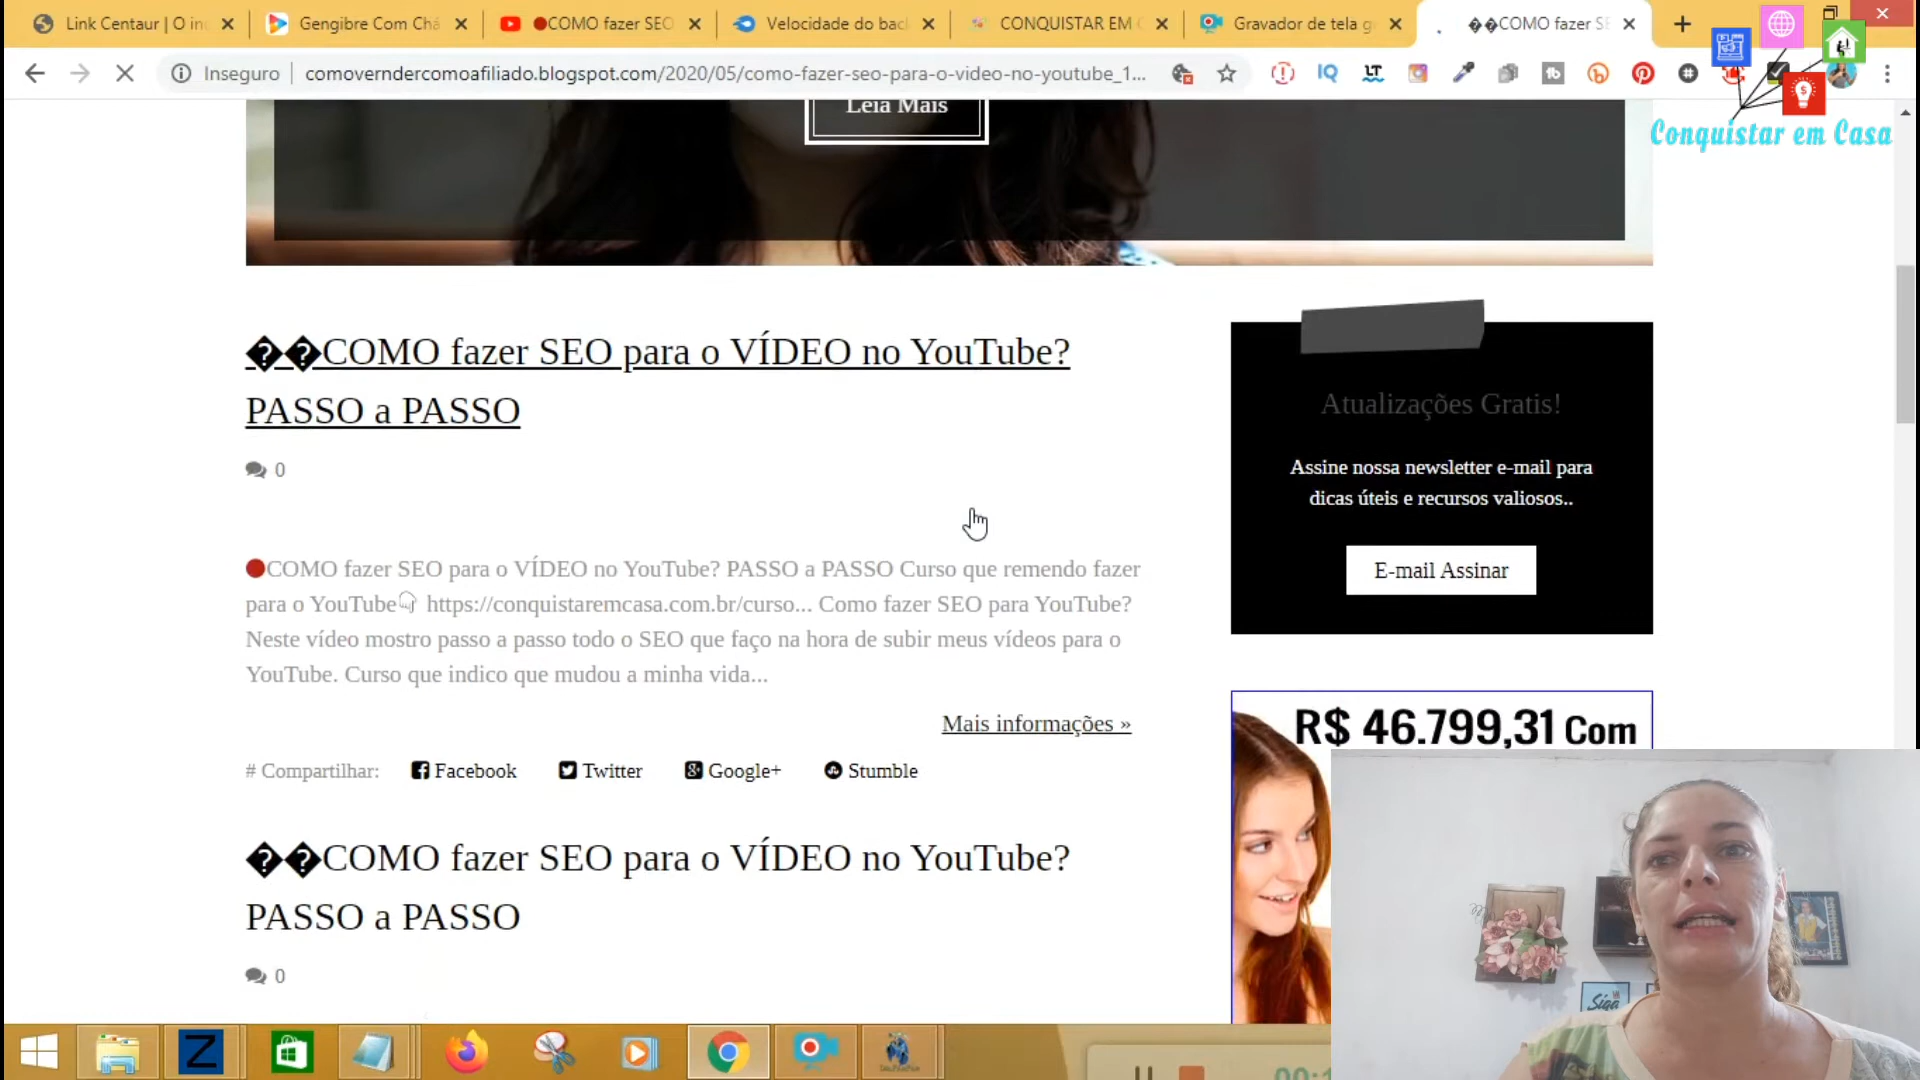 Link Centaur | O in
Gengibre Com Chá
COMO fazer SEO
Velocidade do bac
CONQUISTAR EM
Gravador de tela g
��COMO fazer SE
Inseguro
comoverndercomoafiliado.blogspot.com/2020/05/como-fazer-seo-para-o-video-no-youtube_1...
Conquistar em Casa
Leia Mais
��COMO fazer SEO para o VÍDEO no YouTube?
PASSO a PASSO
0
COMO fazer SEO para o VÍDEO no YouTube? PASSO a PASSO Curso que remendo fazer
para o YouTube👇 https://conquistaremcasa.com.br/curso... Como fazer SEO para YouTube?
Neste vídeo mostro passo a passo todo o SEO que faço na hora de subir meus vídeos para o
YouTube. Curso que indico que mudou a minha vida...
Mais informações »
# Compartilhar:
Facebook
Twitter
Google+
Stumble
��COMO fazer SEO para o VÍDEO no YouTube?
PASSO a PASSO
0
Atualizações Gratis!
Assine nossa newsletter e-mail para
dicas úteis e recursos valiosos..
E-mail Assinar
R$ 46.799,31 Com
Siga